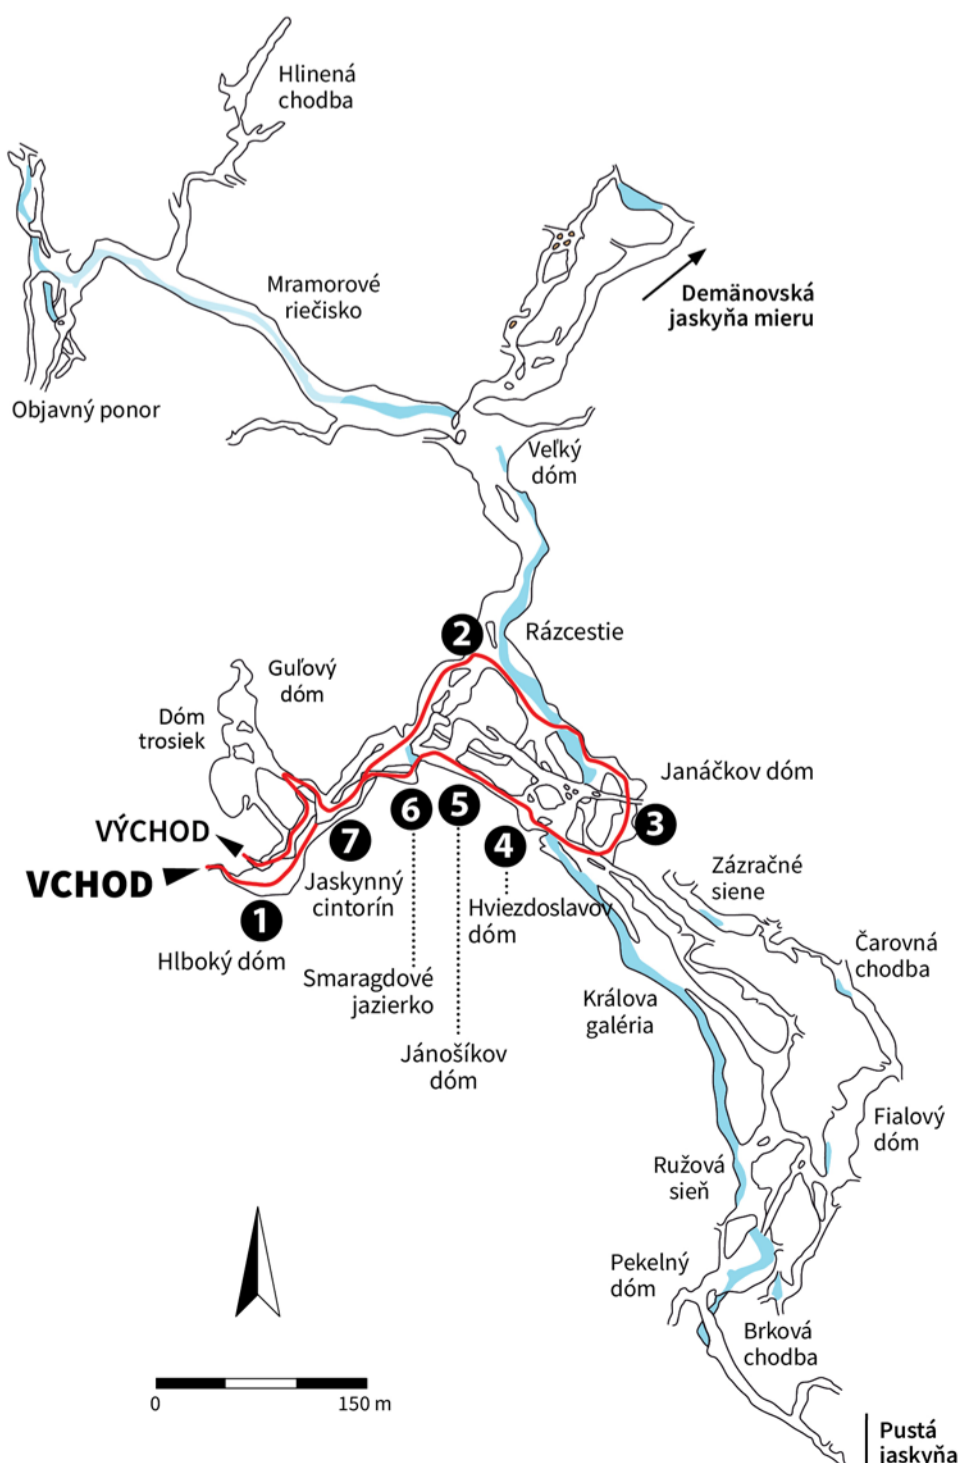 Hlinená
chodba
Mramorové
riečisko
Demänovská
jaskyňa mieru
Objavný ponor
Veľký
dóm
2
Rázcestie
Guľový
dóm
Dóm
trosiek
Janáčkov dóm
VÝCHOD
6
5
3
7
4
VCHOD
Jaskynný
cintorín
Zázračné
siene
1
Hviezdoslavov
dóm
Hlboký dóm
Čarovná
chodba
Smaragdové
jazierko
Králova
galéria
Jánošíkov
dóm
Fialový
dóm
Ružová
sieň
Pekelný
dóm
Brková
chodba
0
150 m
Pustá
jaskyňa